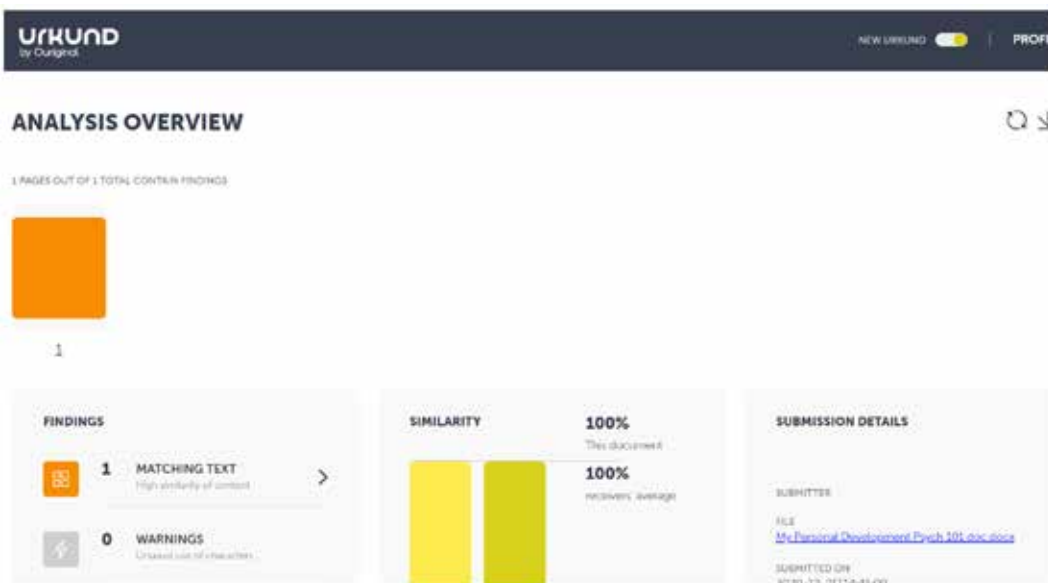 URKUND
by Ouriginal
NEW URKUND
PROFI
ANALYSIS OVERVIEW
1 PAGES OUT OF 1 TOTAL CONTAIN FINDINGS
1
FINDINGS
1 MATCHING TEXT
High similarity of content
0 WARNINGS
Unusual use of characters
SIMILARITY
100%
This document
100%
receivers' average
SUBMISSION DETAILS
SUBMITTER
FILE
My Personal Development Psych 101.doc.docx
SUBMITTED ON